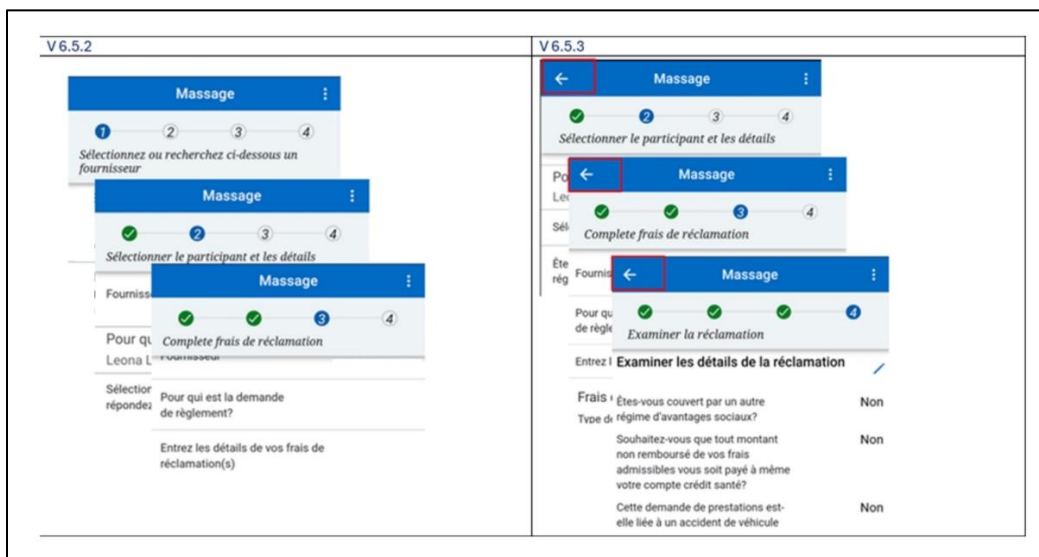 V 6.5.2
Massage
1 2 3 4
Sélectionnez ou recherchez ci-dessous un
fournisseur
Massage
2 3 4
Sélectionner le participant et les détails
Pour qu
Leona L
Sélection
répondez
Massage
3 4
Complete frais de réclamation
Fournisseur
Pour qui est la demande
de règlement?
Entrez les détails de vos frais de
réclamation(s)
V 6.5.3
Massage
2 3 4
Sélectionner le participant et les détails
Po
Sél
Ête
rég
Massage
3 4
Complete frais de réclamation
Fournis
Pour qu
de règle
Entrez l
Frais
Type de
Massage
4
Examiner la réclamation
Examiner les détails de la réclamation
Êtes-vous couvert par un autre
régime d'avantages sociaux?
Non
Souhaitez-vous que tout montant
non remboursé de vos frais
admissibles vous soit payé à même
votre compte crédit santé?
Non
Cette demande de prestations est-
elle liée à un accident de véhicule
Non